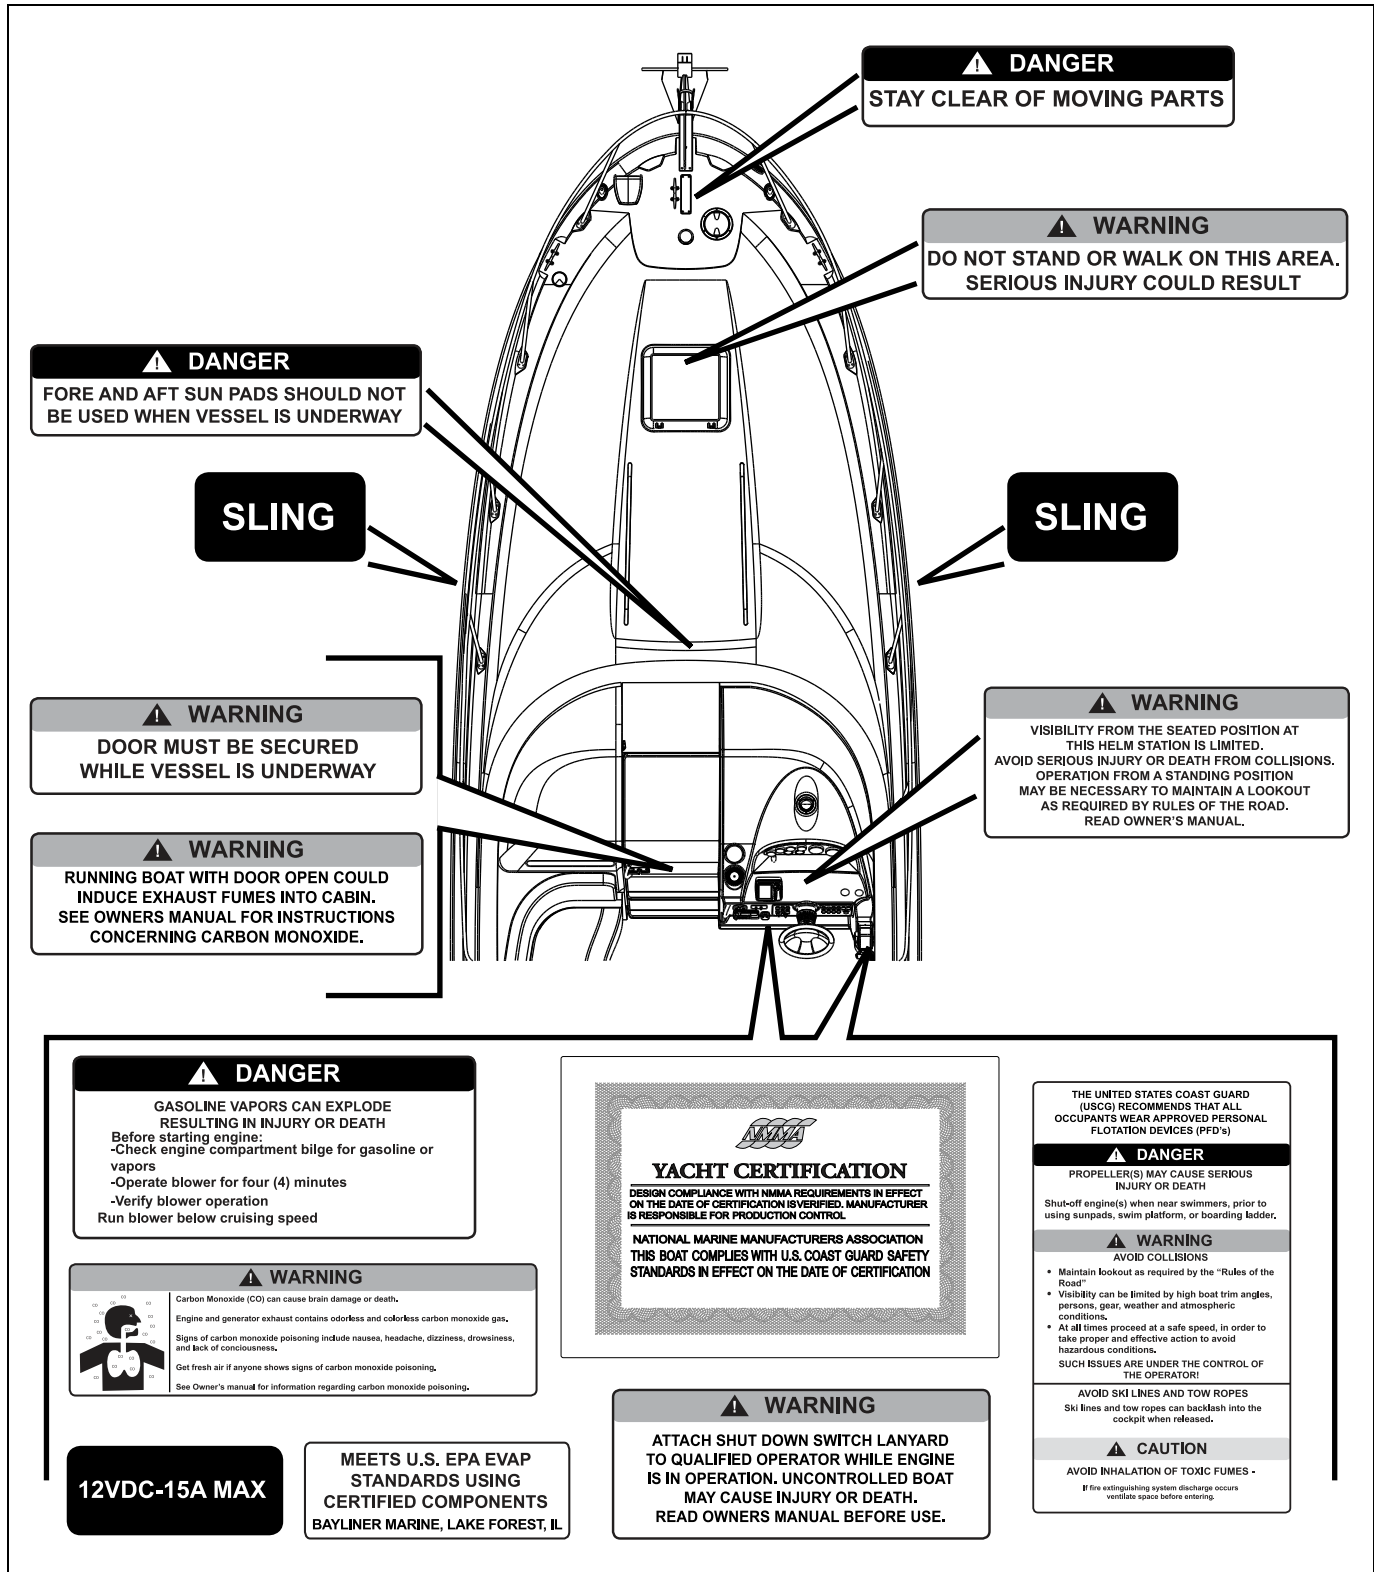 DANGER
STAY CLEAR OF MOVING PARTS
WARNING
DO NOT STAND OR WALK ON THIS AREA.
SERIOUS INJURY COULD RESULT
DANGER
FORE AND AFT SUN PADS SHOULD NOT
BE USED WHEN VESSEL IS UNDERWAY
SLING
SLING
WARNING
DOOR MUST BE SECURED
WHILE VESSEL IS UNDERWAY
WARNING
RUNNING BOAT WITH DOOR OPEN COULD
INDUCE EXHAUST FUMES INTO CABIN.
SEE OWNERS MANUAL FOR INSTRUCTIONS
CONCERNING CARBON MONOXIDE.
WARNING
VISIBILITY FROM THE SEATED POSITION AT
THIS HELM STATION IS LIMITED.
AVOID SERIOUS INJURY OR DEATH FROM COLLISIONS.
OPERATION FROM A STANDING POSITION
MAY BE NECESSARY TO MAINTAIN A LOOKOUT
AS REQUIRED BY RULES OF THE ROAD.
READ OWNER'S MANUAL.
DANGER
GASOLINE VAPORS CAN EXPLODE
RESULTING IN INJURY OR DEATH
Before starting engine:
-Check engine compartment bilge for gasoline or
vapors
-Operate blower for four (4) minutes
-Verify blower operation
Run blower below cruising speed
WARNING
Carbon Monoxide (CO) can cause brain damage or death.
Engine and generator exhaust contains odorless and colorless carbon monoxide gas.
Signs of carbon monoxide poisoning include nausea, headache, dizziness, drowsiness,
and lack of conciousness.
Get fresh air if anyone shows signs of carbon monoxide poisoning.
See Owner's manual for information regarding carbon monoxide poisoning.
12VDC-15A MAX
MEETS U.S. EPA EVAP
STANDARDS USING
CERTIFIED COMPONENTS
BAYLINER MARINE, LAKE FOREST, IL
NMMA
YACHT CERTIFICATION
DESIGN COMPLIANCE WITH NMMA REQUIREMENTS IN EFFECT
ON THE DATE OF CERTIFICATION ISVERIFIED. MANUFACTURER
IS RESPONSIBLE FOR PRODUCTION CONTROL
NATIONAL MARINE MANUFACTURERS ASSOCIATION
THIS BOAT COMPLIES WITH U.S. COAST GUARD SAFETY
STANDARDS IN EFFECT ON THE DATE OF CERTIFICATION
WARNING
ATTACH SHUT DOWN SWITCH LANYARD
TO QUALIFIED OPERATOR WHILE ENGINE
IS IN OPERATION. UNCONTROLLED BOAT
MAY CAUSE INJURY OR DEATH.
READ OWNERS MANUAL BEFORE USE.
THE UNITED STATES COAST GUARD
(USCG) RECOMMENDS THAT ALL
OCCUPANTS WEAR APPROVED PERSONAL
FLOTATION DEVICES (PFD's)
DANGER
PROPELLER(S) MAY CAUSE SERIOUS
INJURY OR DEATH
Shut-off engine(s) when near swimmers, prior to
using sunpads, swim platform, or boarding ladder.
WARNING
AVOID COLLISIONS
• Maintain lookout as required by the "Rules of the
Road"
• Visibility can be limited by high boat trim angles,
persons, gear, weather and atmospheric
conditions.
• At all times proceed at a safe speed, in order to
take proper and effective action to avoid
hazardous conditions.
SUCH ISSUES ARE UNDER THE CONTROL OF
THE OPERATOR!
AVOID SKI LINES AND TOW ROPES
Ski lines and tow ropes can backlash into the
cockpit when released.
CAUTION
AVOID INHALATION OF TOXIC FUMES -
If fire extinguishing system discharge occurs
ventilate space before entering.